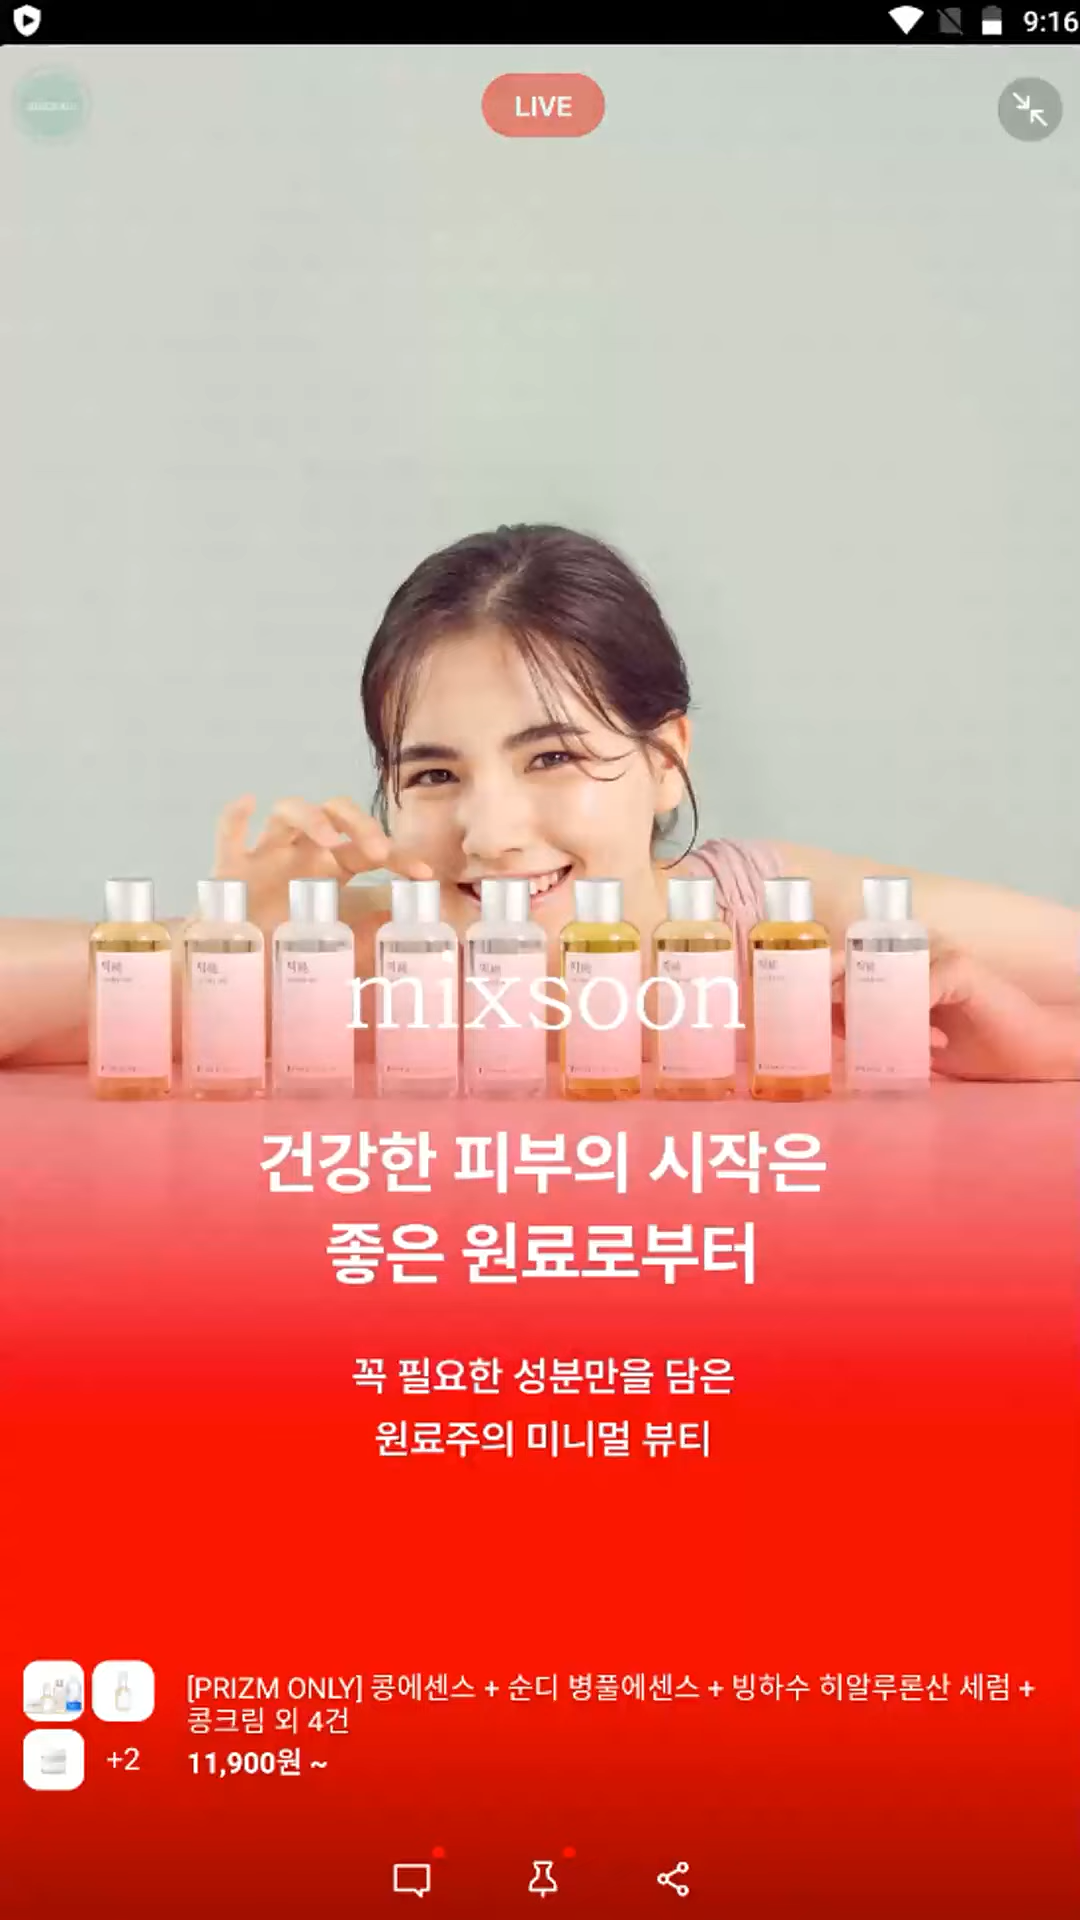 9:16
LIVE
mixsoon
건강한 피부의 시작은
좋은 원료로부터
꼭 필요한 성분만을 담은
원료주의 미니멀 뷰티
[PRIZM ONLY] 콩에센스 + 순디 병풀에센스 + 빙하수 히알루론산 세럼 +
콩크림 외 4건
+2
11,900원 ~